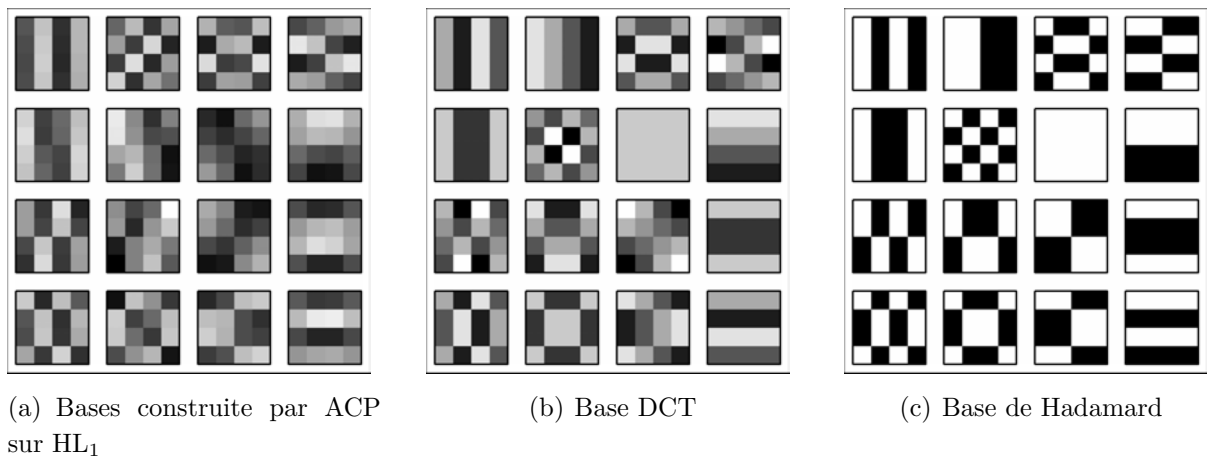 (a) Bases construite par ACP
sur HL₁
(b) Base DCT
(c) Base de Hadamard